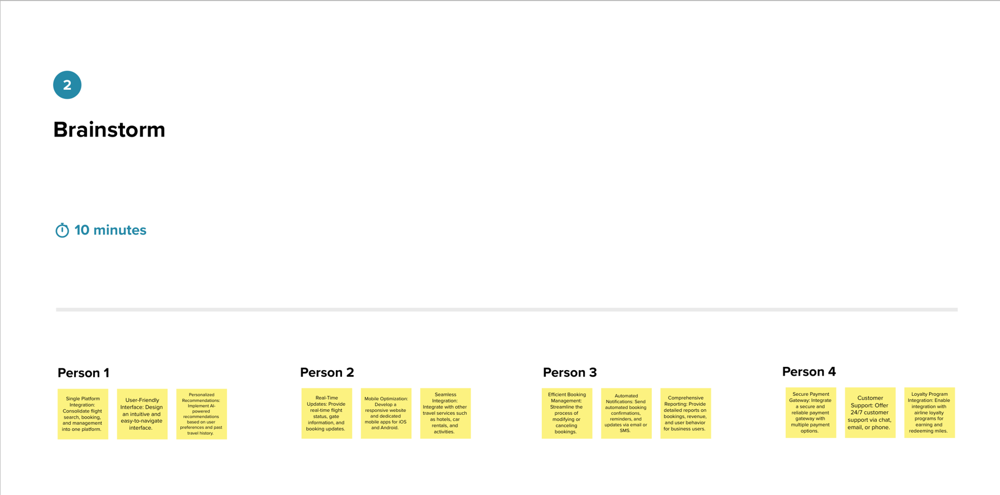 2
Brainstorm
10 minutes
Person 1
Single Platform
Integration:
Consolidate flight
search, booking,
and management
into one platform.
User-Friendly
Interface: Design
an intuitive and
easy-to-navigate
interface.
Personalized
Recommendations:
Implement AI-
powered
recommendations
based on user
preferences and past
travel history.
Person 2
Real-Time
Updates: Provide
real-time flight
status, gate
information, and
booking updates.
Mobile Optimization:
Develop a
responsive website
and dedicated
mobile apps for iOS
and Android.
Seamless
Integration:
Integrate with other
travel services such
as hotels, car
rentals, and
activities.
Person 3
Efficient Booking
Management:
Streamline the
process of
modifying or
canceling
bookings.
Automated
Notifications: Send
automated booking
confirmations,
reminders, and
updates via email or
SMS.
Comprehensive
Reporting: Provide
detailed reports on
bookings, revenue,
and user behavior
for business users.
Person 4
Secure Payment
Gateway: Integrate
a secure and
reliable payment
gateway with
multiple payment
options.
Customer
Support: Offer
24/7 customer
support via chat,
email, or phone.
Loyalty Program
Integration: Enable
integration with
airline loyalty
programs for
earning and
redeeming miles.